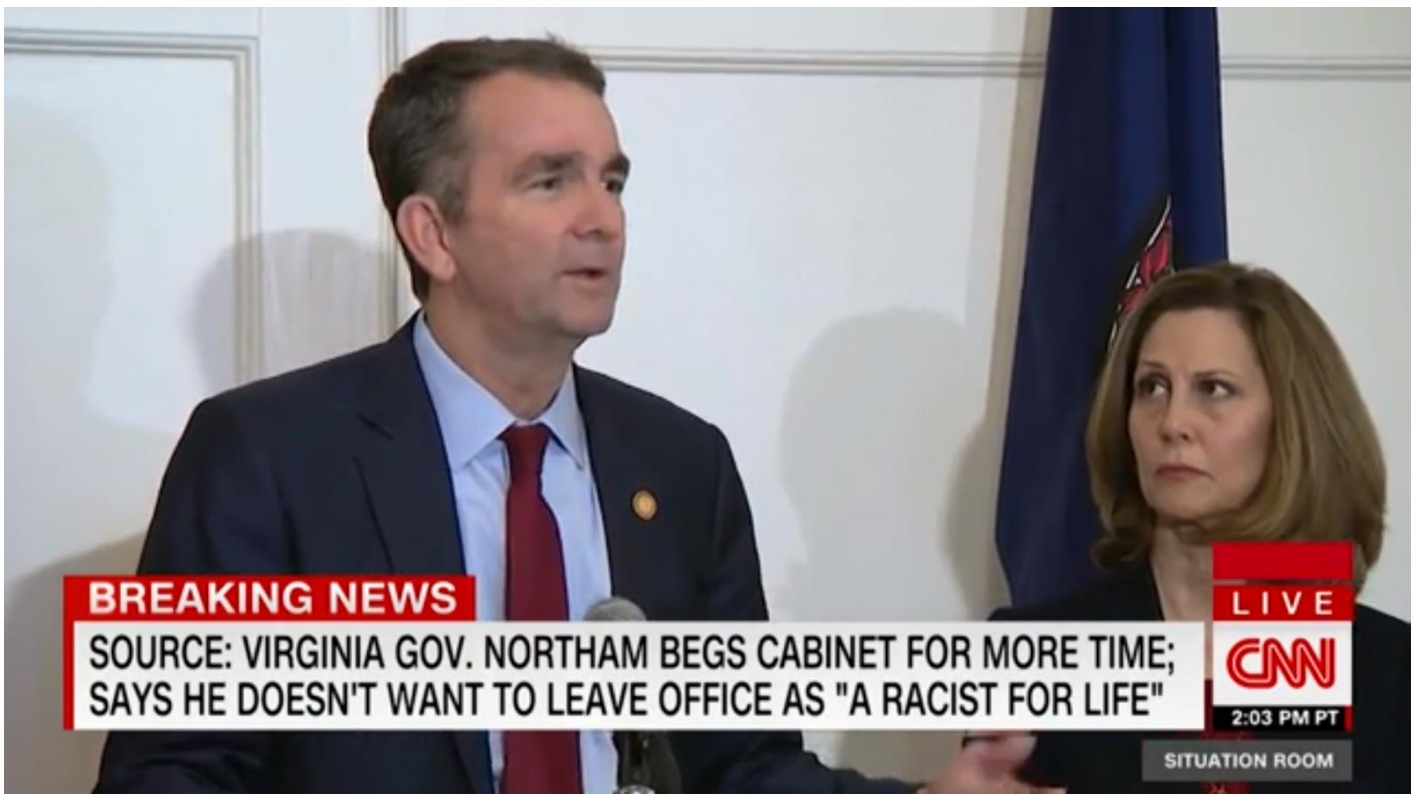 BREAKING NEWS
SOURCE: VIRGINIA GOV. NORTHAM BEGS CABINET FOR MORE TIME;
SAYS HE DOESN'T WANT TO LEAVE OFFICE AS "A RACIST FOR LIFE"
LIVE
CNN
2:03 PM PT
SITUATION ROOM